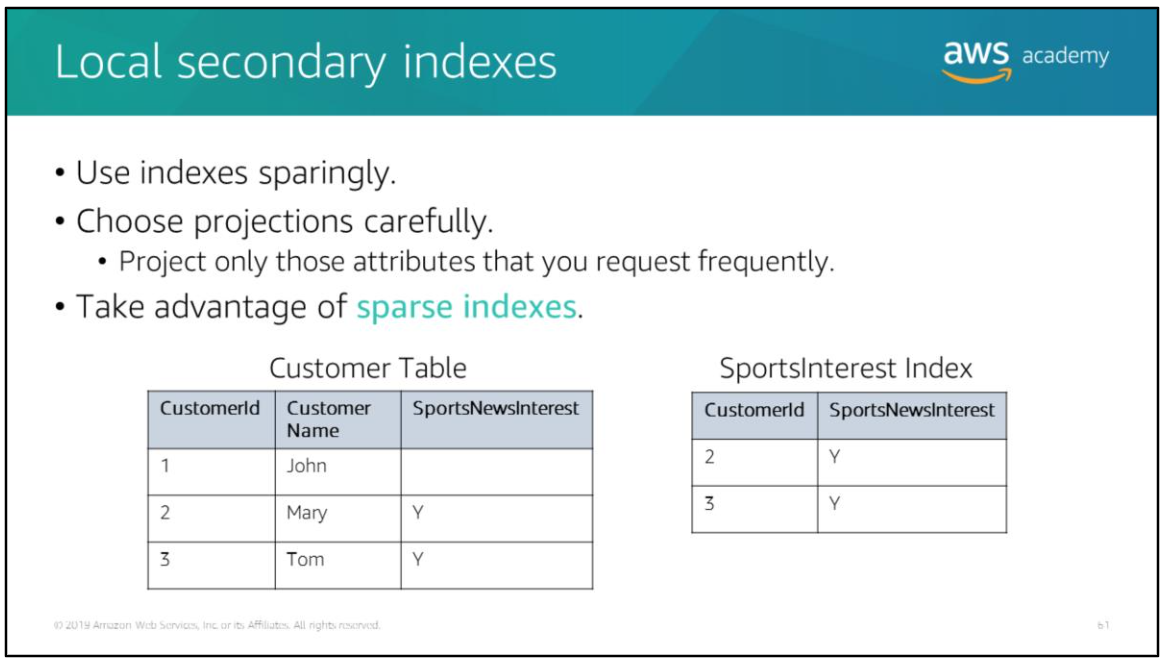 Local secondary indexes
aws academy
• Use indexes sparingly.
• Choose projections carefully.
• Project only those attributes that you request frequently.
• Take advantage of sparse indexes.
Customer Table
CustomerId Customer Name SportsNewsInterest
1 John
2 Mary Y
3 Tom Y
SportsInterest Index
CustomerId SportsNewsInterest
2 Y
3 Y
© 2019 Amazon Web Services, Inc. or its Affiliates. All rights reserved.
61